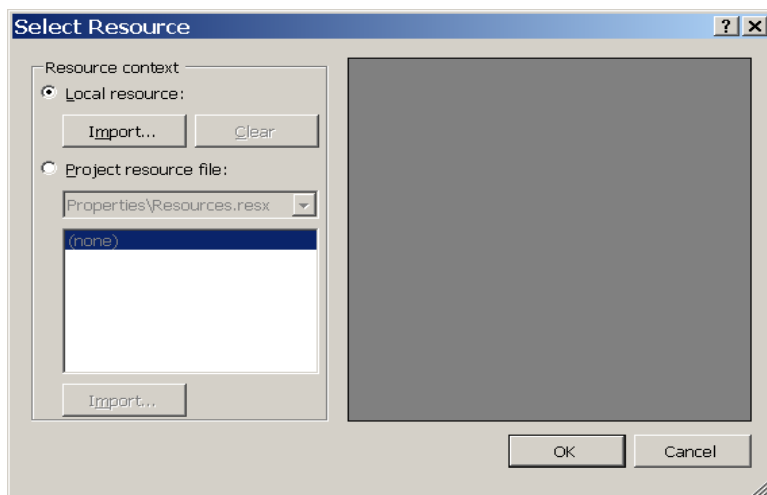 Select Resource
Resource context
Local resource:
Import... Clear
Project resource file:
Properties\Resources.resx
(none)
Import...
OK Cancel